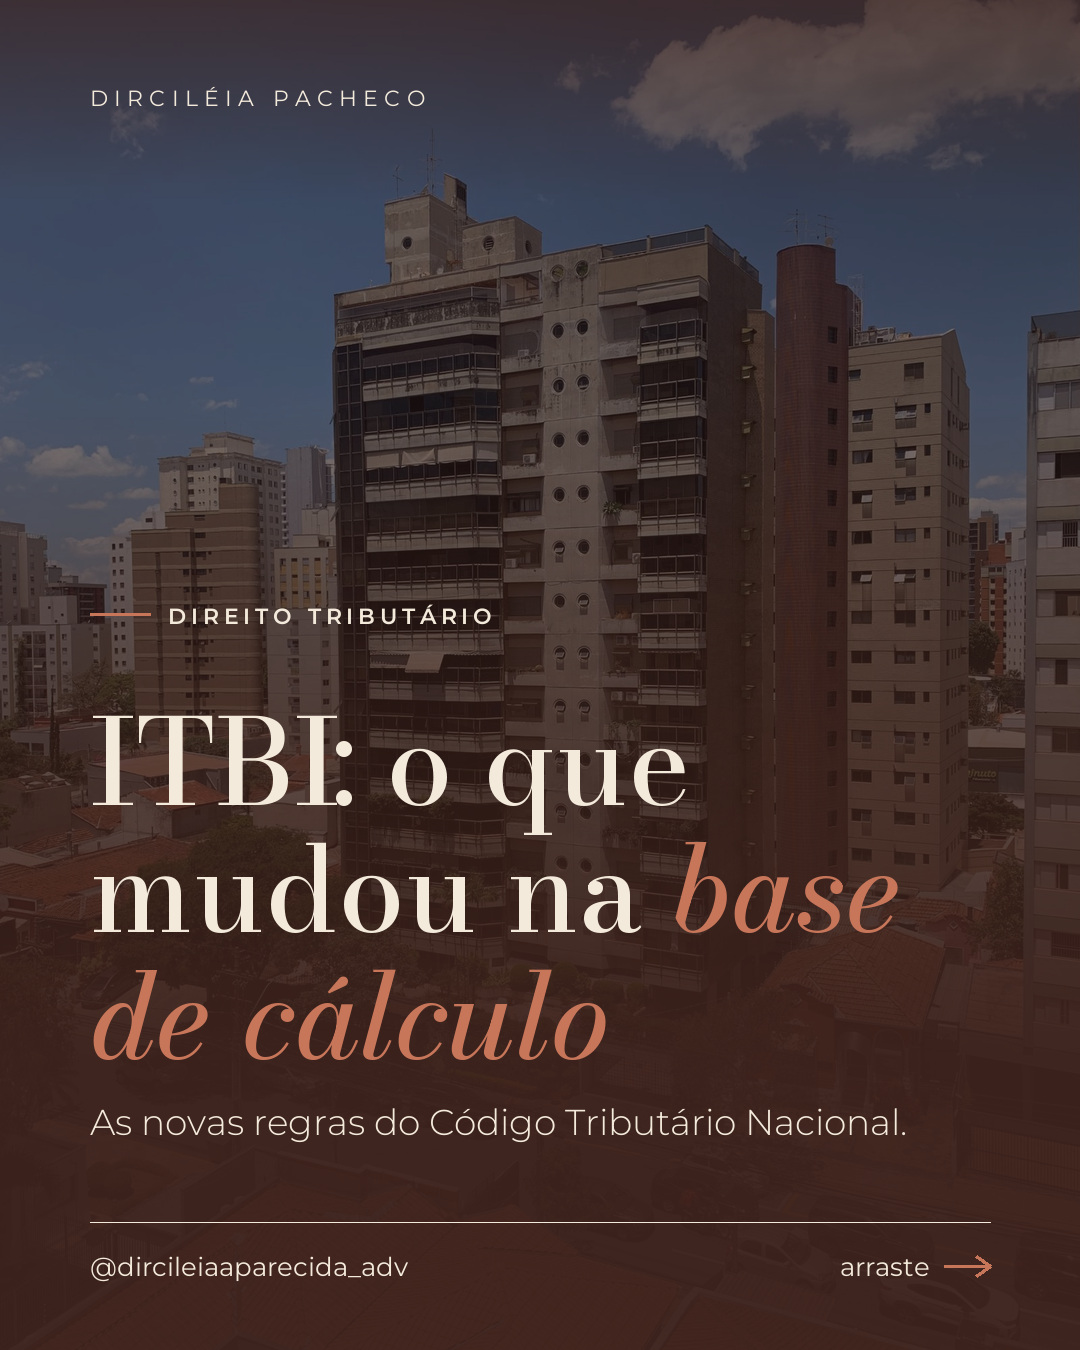 DIRCILÉIA PACHECO
DIREITO TRIBUTÁRIO
ITBI: o que
mudou na base
de cálculo
As novas regras do Código Tributário Nacional.
@dircileiaaparecida_adv
arraste